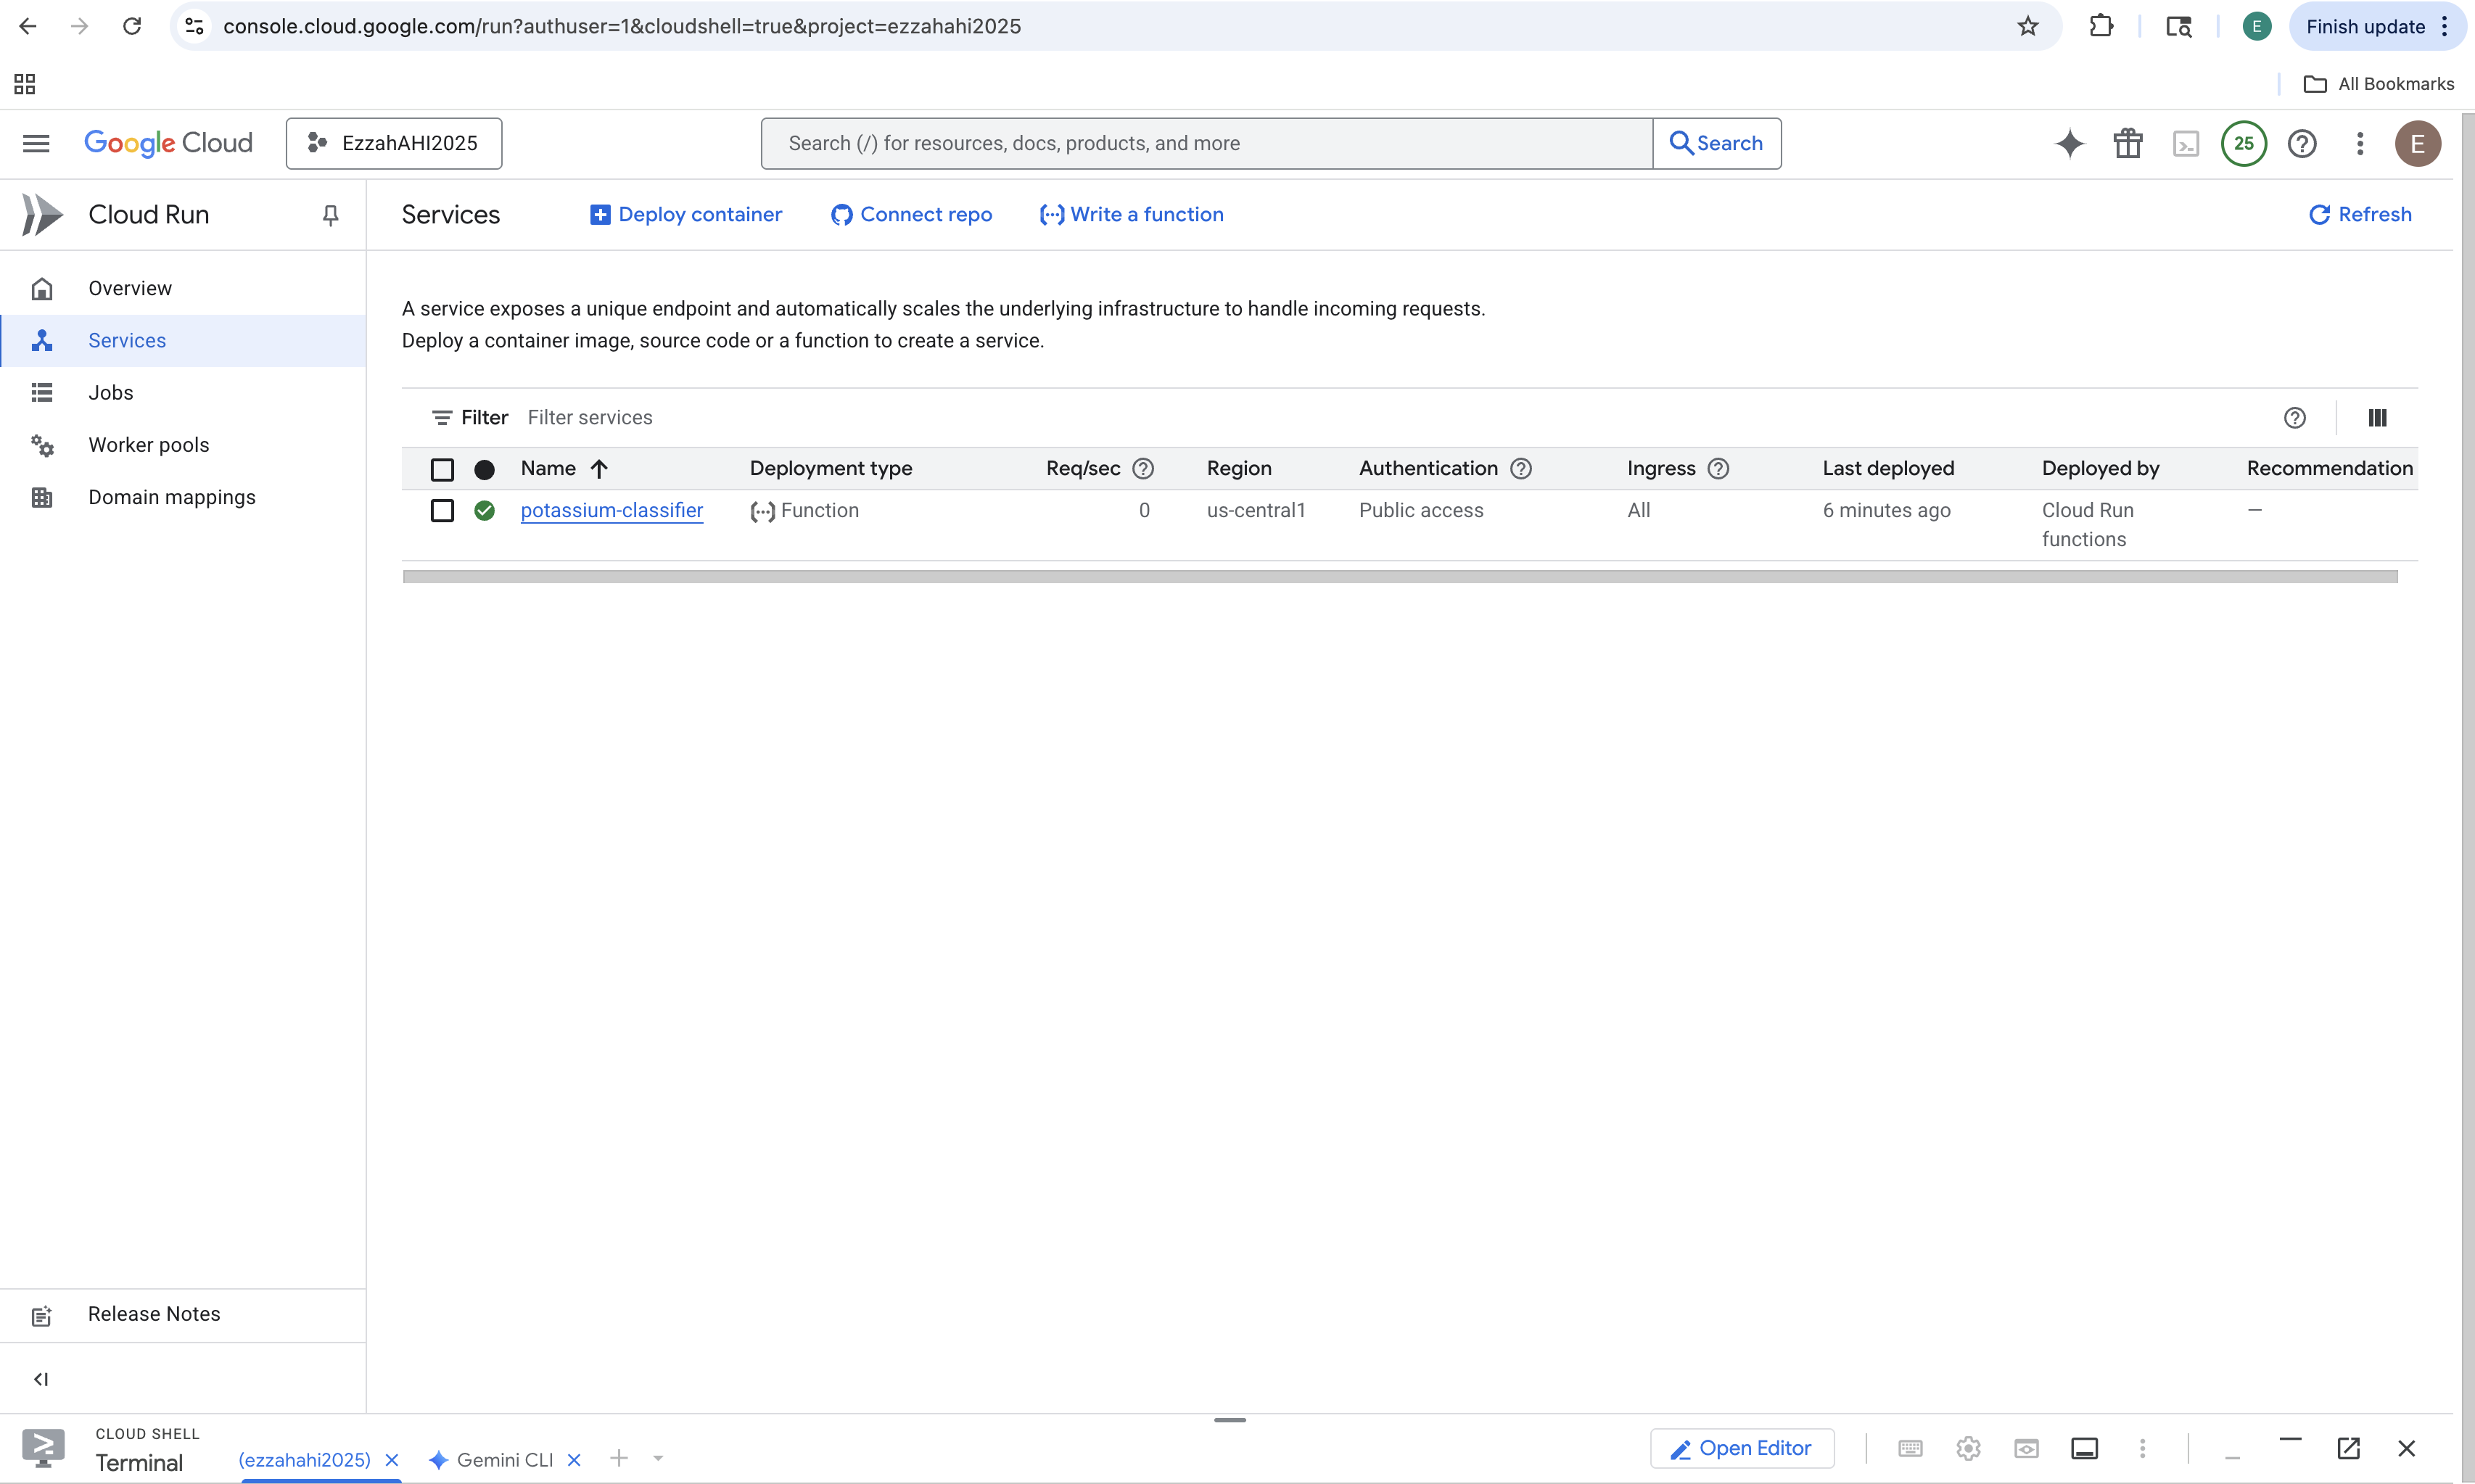 console.cloud.google.com/run?authuser=1&cloudshell=true&project=ezzahahi2025
E
Finish update
All Bookmarks
Google Cloud
EzzahAHI2025
Search (/) for resources, docs, products, and more
Search
25
E
Cloud Run
Services
Deploy container
Connect repo
Write a function
Refresh
Overview
Services
Jobs
Worker pools
Domain mappings
A service exposes a unique endpoint and automatically scales the underlying infrastructure to handle incoming requests.
Deploy a container image, source code or a function to create a service.
Filter Filter services
Name Deployment type Req/sec Region Authentication Ingress Last deployed Deployed by Recommendation
potassium-classifier Function 0 us-central1 Public access All 6 minutes ago Cloud Run functions —
Release Notes
CLOUD SHELL
Terminal
(ezzahahi2025)
Gemini CLI
Open Editor